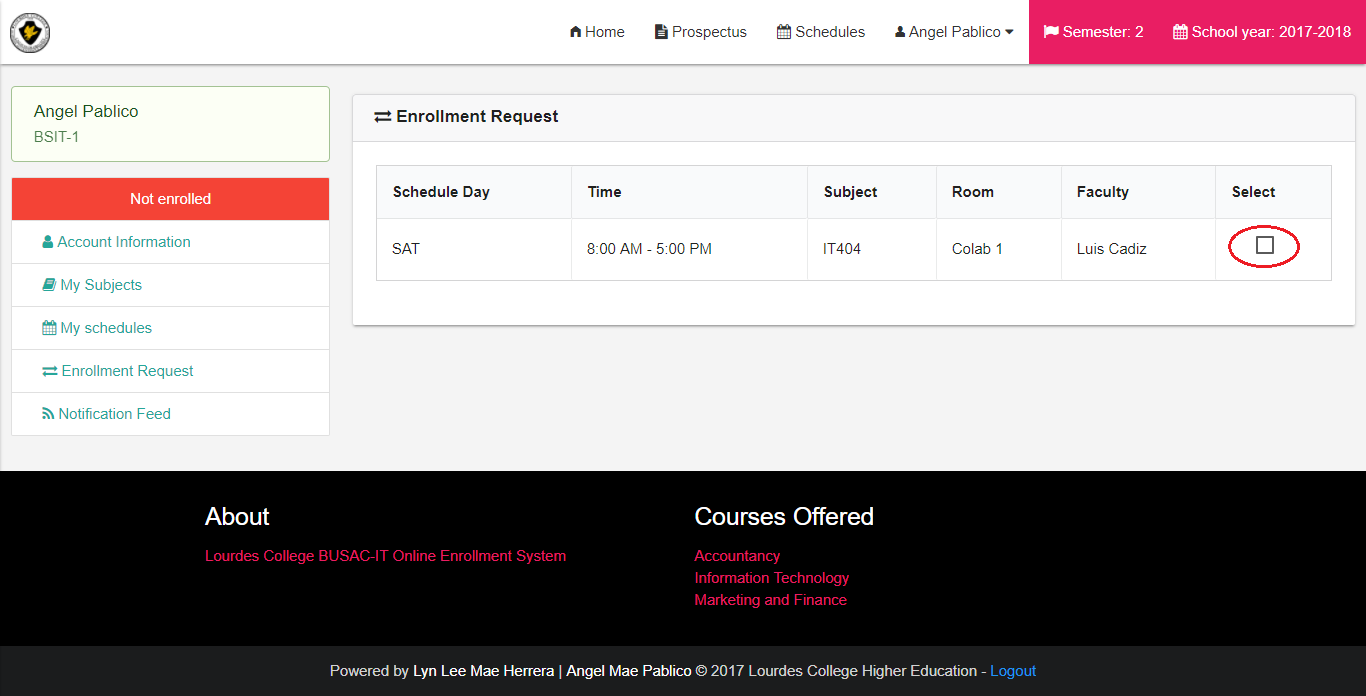 Home Prospectus Schedules Angel Pablico Semester: 2 School year: 2017-2018
Angel Pablico
BSIT-1
Not enrolled
Account Information
My Subjects
My schedules
Enrollment Request
Notification Feed
Enrollment Request
Schedule Day Time Subject Room Faculty Select
SAT 8:00 AM - 5:00 PM IT404 Colab 1 Luis Cadiz
About
Lourdes College BUSAC-IT Online Enrollment System
Courses Offered
Accountancy
Information Technology
Marketing and Finance
Powered by Lyn Lee Mae Herrera | Angel Mae Pablico © 2017 Lourdes College Higher Education - Logout